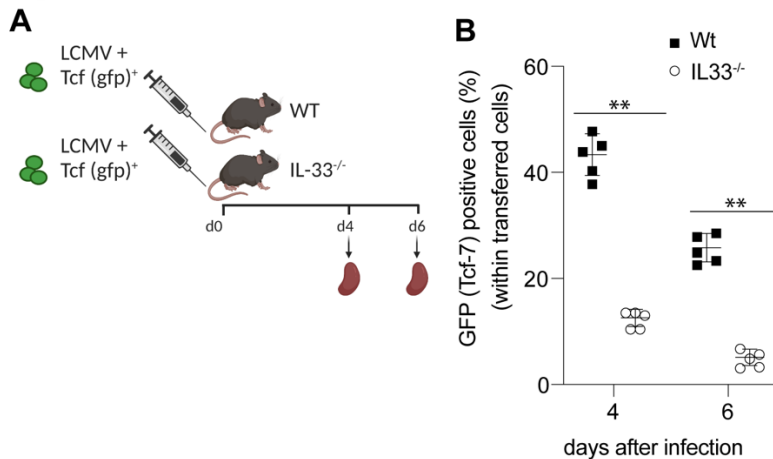 A
LCMV +
Tcf (gfp)⁺
WT
LCMV +
Tcf (gfp)⁺
IL-33⁻/⁻
d0
d4
d6
B
Wt
IL33⁻/⁻
GFP (Tcf-7) positive cells (%)
(within transferred cells)
60
40
20
0
**
**
4
6
days after infection